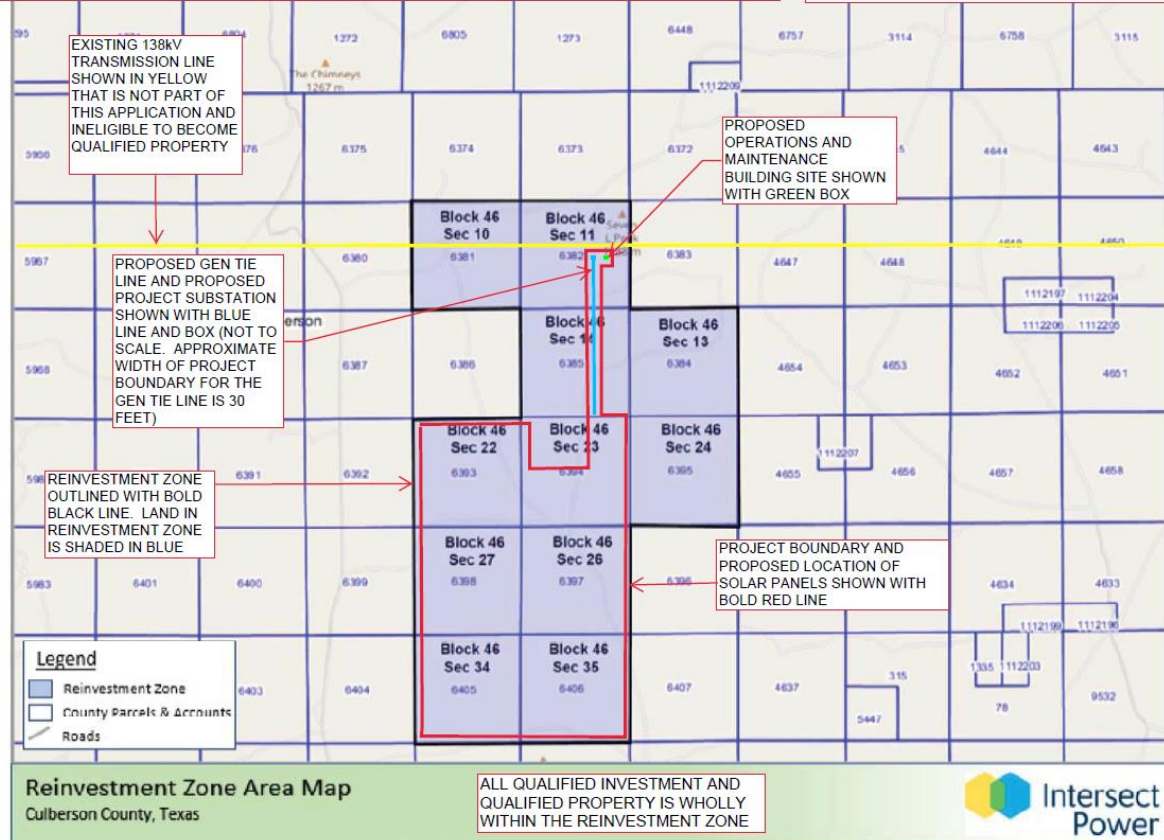 595
1272
6805
1273
6448
6757
3114
6758
3115
The Chimneys
1267 m
1112209
EXISTING 138kV
TRANSMISSION LINE
SHOWN IN YELLOW
THAT IS NOT PART OF
THIS APPLICATION AND
INELIGIBLE TO BECOME
QUALIFIED PROPERTY
PROPOSED
OPERATIONS AND
MAINTENANCE
BUILDING SITE SHOWN
WITH GREEN BOX
6375
6374
6373
6372
4644
4643
Block 46
Sec 10
6381
Block 46
Sec 11
5967
6380
6383
4647
4648
PROPOSED GEN TIE
LINE AND PROPOSED
PROJECT SUBSTATION
SHOWN WITH BLUE
LINE AND BOX (NOT TO
SCALE. APPROXIMATE
WIDTH OF PROJECT
BOUNDARY FOR THE
GEN TIE LINE IS 30
FEET)
1112197
1112204
1112206
1112205
Block 46
Block 46
Sec 13
5968
6387
6386
6385
6384
4654
4653
4652
4651
Block 46
Sec 22
6393
Block 46
Sec 23
6394
Block 46
Sec 24
6395
1112207
6391
6392
4655
4656
4657
4658
REINVESTMENT ZONE
OUTLINED WITH BOLD
BLACK LINE. LAND IN
REINVESTMENT ZONE
IS SHADED IN BLUE
Block 46
Sec 27
6398
Block 46
Sec 26
6397
PROJECT BOUNDARY AND
PROPOSED LOCATION OF
SOLAR PANELS SHOWN WITH
BOLD RED LINE
5983
6401
6400
6399
6396
4634
4633
1112199
1112196
Block 46
Sec 34
6405
Block 46
Sec 35
6406
6403
6404
6407
4637
315
5447
1335
1112203
78
9532
Legend
Reinvestment Zone
County Parcels & Accounts
Roads
Reinvestment Zone Area Map
Culberson County, Texas
ALL QUALIFIED INVESTMENT AND
QUALIFIED PROPERTY IS WHOLLY
WITHIN THE REINVESTMENT ZONE
Intersect
Power